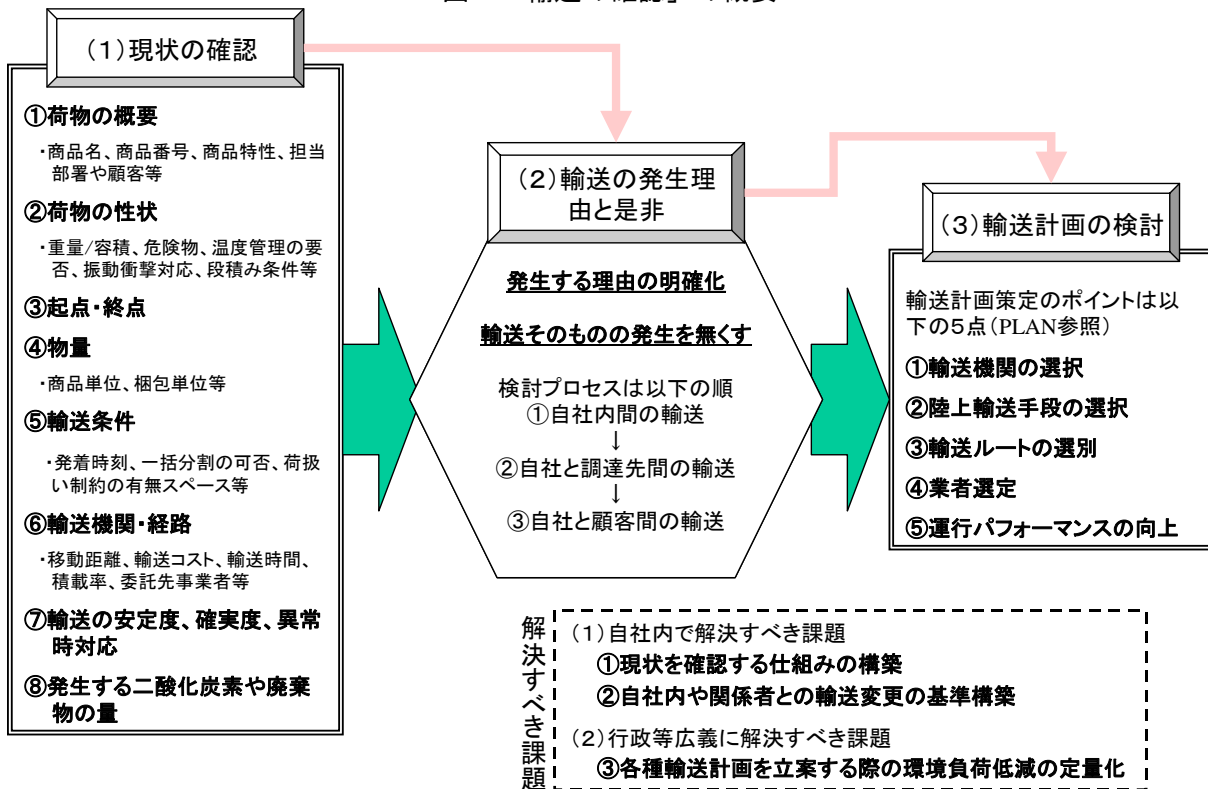 (1)現状の確認
①荷物の概要
・商品名、商品番号、商品特性、担当
部署や顧客等
②荷物の性状
・重量/容積、危険物、温度管理の要
否、振動衝撃対応、段積み条件等
③起点・終点
④物量
・商品単位、梱包単位等
⑤輸送条件
・発着時刻、一括分割の可否、荷扱
い制約の有無スペース等
⑥輸送機関・経路
・移動距離、輸送コスト、輸送時間、
積載率、委託先事業者等
⑦輸送の安定度、確実度、異常
時対応
⑧発生する二酸化炭素や廃棄
物の量
(2)輸送の発生理
由と是非
発生する理由の明確化
輸送そのものの発生を無くす
検討プロセスは以下の順
①自社内間の輸送
↓
②自社と調達先間の輸送
↓
③自社と顧客間の輸送
(3)輸送計画の検討
輸送計画策定のポイントは以
下の5点(PLAN参照)
①輸送機関の選択
②陸上輸送手段の選択
③輸送ルートの選別
④業者選定
⑤運行パフォーマンスの向上
解決すべき課題
(1)自社内で解決すべき課題
①現状を確認する仕組みの構築
②自社内や関係者との輸送変更の基準構築
(2)行政等広義に解決すべき課題
③各種輸送計画を立案する際の環境負荷低減の定量化